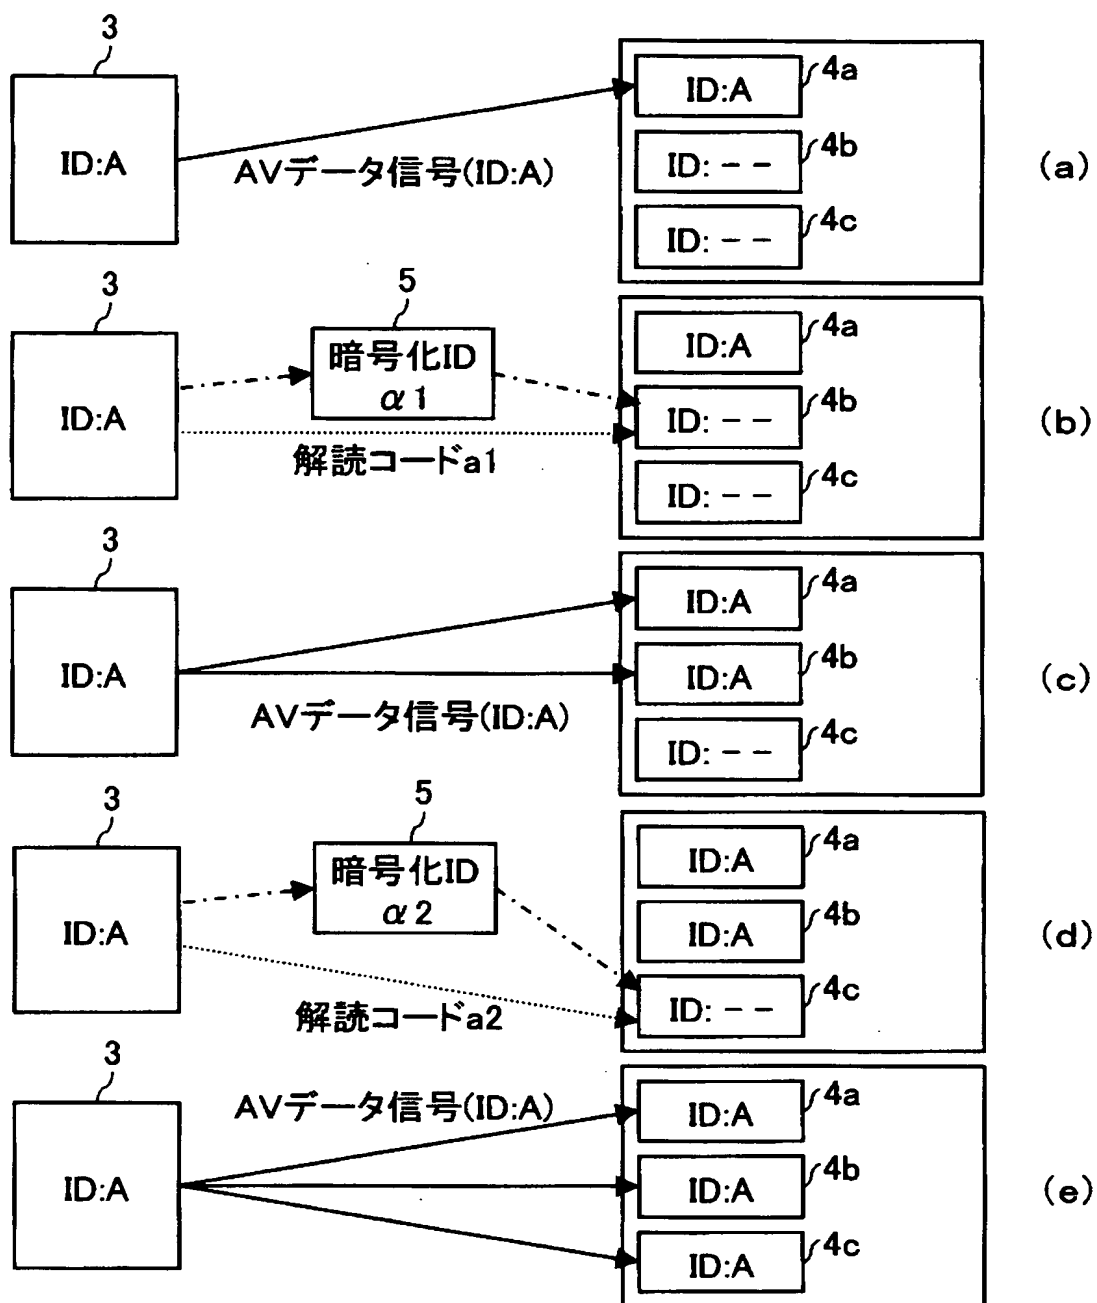 3
ID:A
AVデータ信号(ID:A)
ID:A
4a
ID:--
4b
ID:--
4c
(a)
3
ID:A
5
暗号化ID
α1
解読コードa1
ID:A
4a
ID:--
4b
ID:--
4c
(b)
3
ID:A
AVデータ信号(ID:A)
ID:A
4a
ID:A
4b
ID:--
4c
(c)
3
ID:A
5
暗号化ID
α2
解読コードa2
ID:A
4a
ID:A
4b
ID:--
4c
(d)
3
ID:A
AVデータ信号(ID:A)
ID:A
4a
ID:A
4b
ID:A
4c
(e)